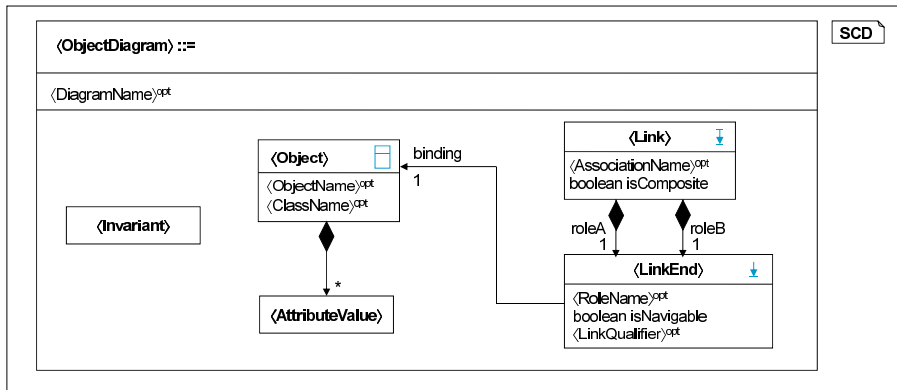 ⟨ObjectDiagram⟩ ::=
SCD
⟨DiagramName⟩opt
⟨Object⟩
⟨ObjectName⟩opt
⟨ClassName⟩opt
binding
1
⟨Link⟩
⟨AssociationName⟩opt
boolean isComposite
⟨Invariant⟩
roleA
1
roleB
1
*
⟨AttributeValue⟩
⟨LinkEnd⟩
⟨RoleName⟩opt
boolean isNavigable
⟨LinkQualifier⟩opt